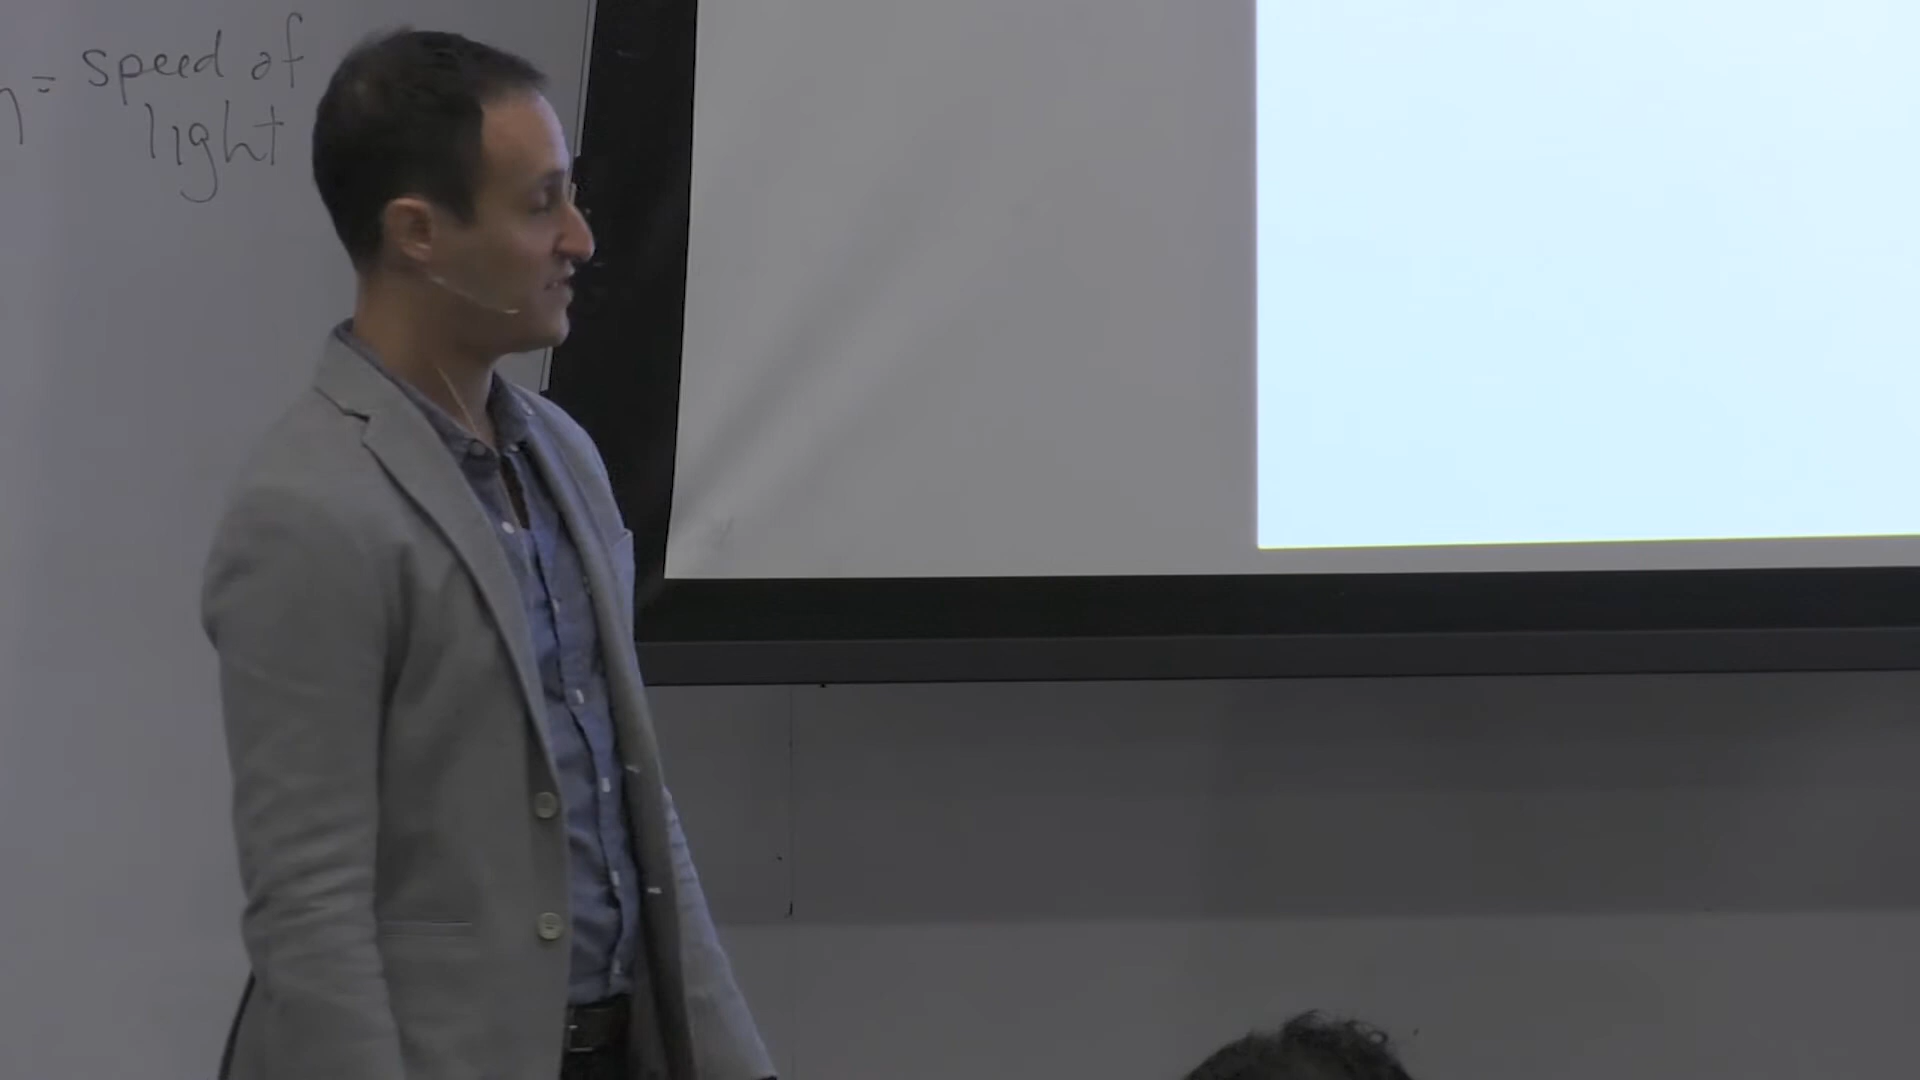 = speed of
light